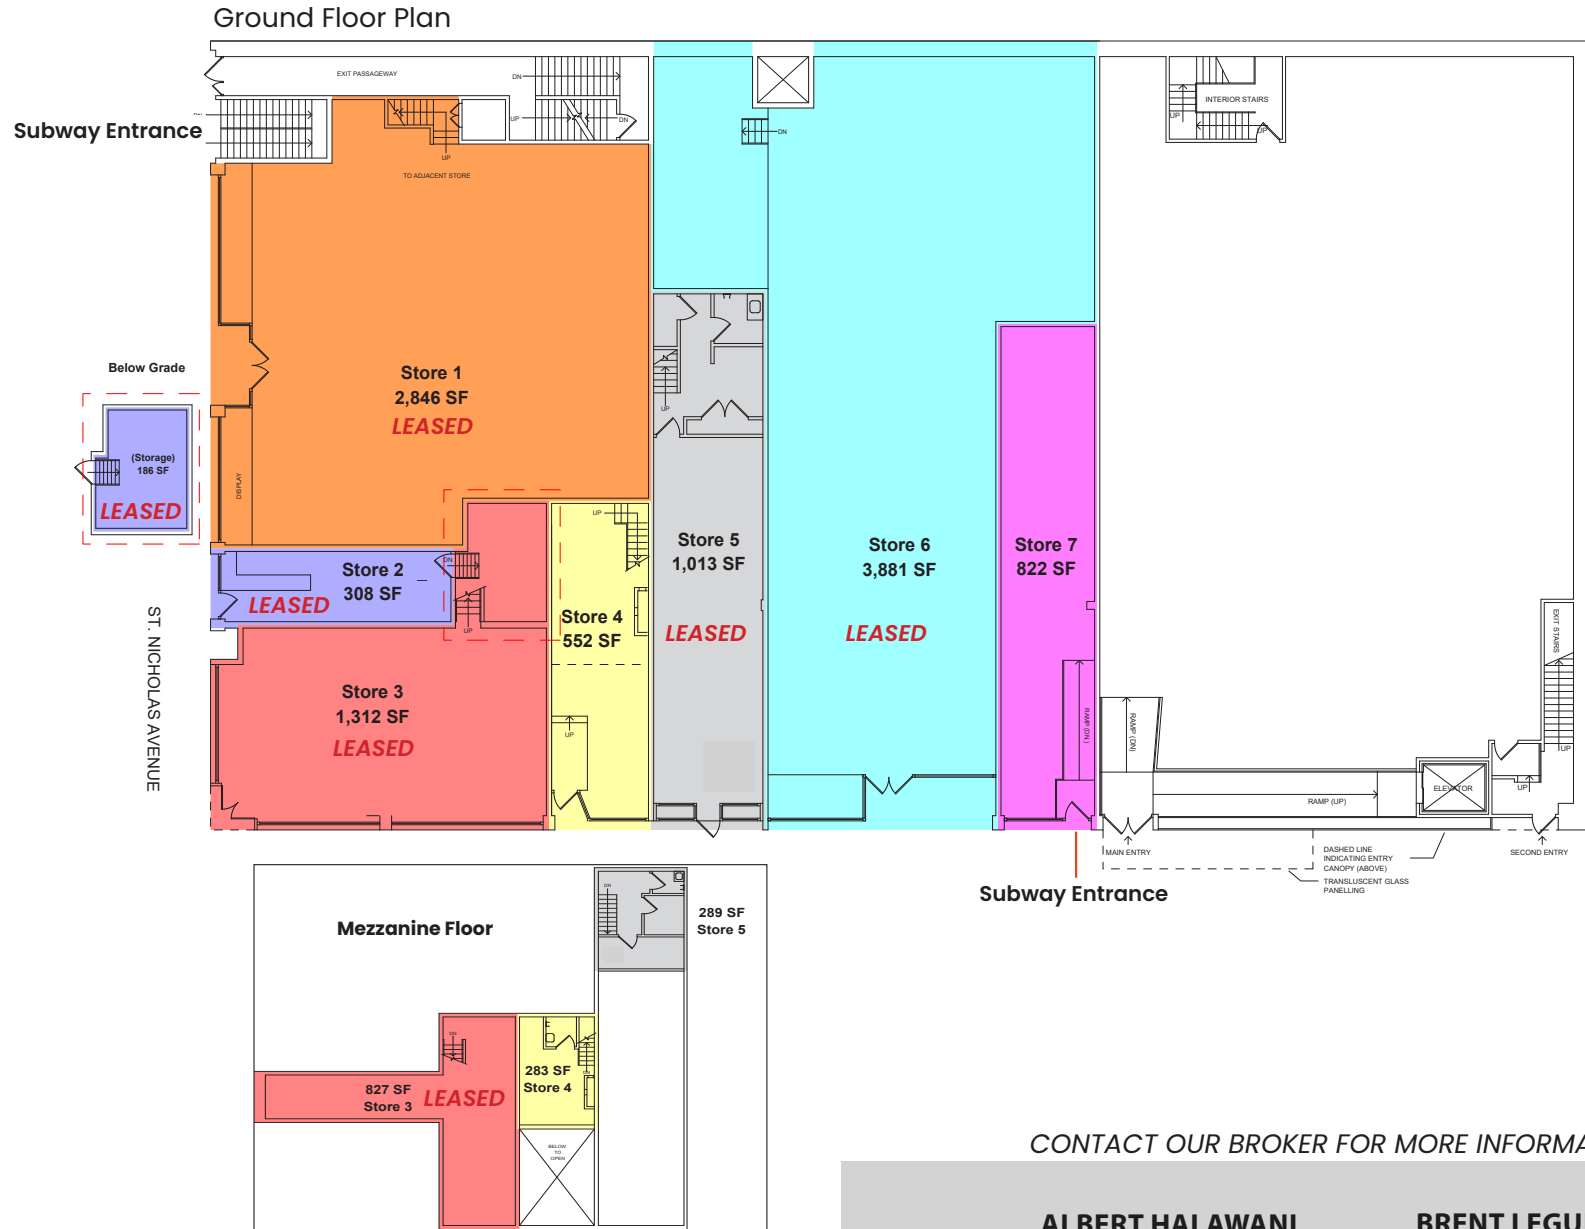 Ground Floor Plan
EXIT PASSAGEWAY
DN
INTERIOR STAIRS
UP
UP
Subway Entrance
UP
DN
DN
UP
TO ADJACENT STORE
Below Grade
Store 1
2,846 SF
LEASED
UP
(Storage)
186 SF
LEASED
DISPLAY
UP
Store 5
1,013 SF
LEASED
Store 6
3,881 SF
LEASED
Store 7
822 SF
DN
Store 2
308 SF
LEASED
UP
Store 4
552 SF
ST. NICHOLAS AVENUE
EXIT STAIRS
Store 3
1,312 SF
LEASED
UP
RAMP (DN)
RAMP (DN)
UP
UP
ELEVATOR
RAMP (UP)
MAIN ENTRY
DASHED LINE
INDICATING ENTRY
CANOPY (ABOVE)
TRANSLUSCENT GLASS
PANELLING
SECOND ENTRY
Subway Entrance
Mezzanine Floor
DN
289 SF
Store 5
DN
827 SF
Store 3
LEASED
283 SF
Store 4
DN
BELOW
TO
OPEN
CONTACT OUR BROKER FOR MORE INFORMA
ALBERT HALAWANI
BRENT LEGU